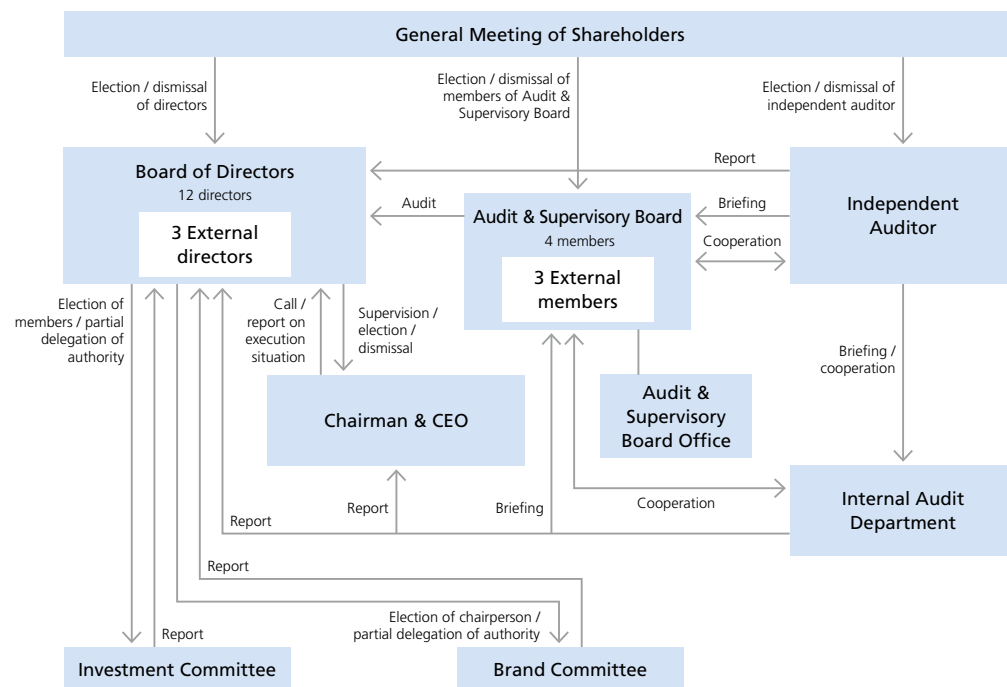 General Meeting of Shareholders
Election / dismissal
of directors
Election / dismissal of
members of Audit &
Supervisory Board
Election / dismissal of
independent auditor
Board of Directors
12 directors
3 External
directors
Report
Audit
Audit & Supervisory Board
4 members
3 External
members
Briefing
Cooperation
Independent
Auditor
Election of
members / partial
delegation of
authority
Call /
report on
execution
situation
Supervision /
election /
dismissal
Briefing /
cooperation
Chairman & CEO
Audit &
Supervisory
Board Office
Internal Audit
Department
Report
Report
Briefing
Cooperation
Report
Election of chairperson /
partial delegation of authority
Report
Investment Committee
Brand Committee